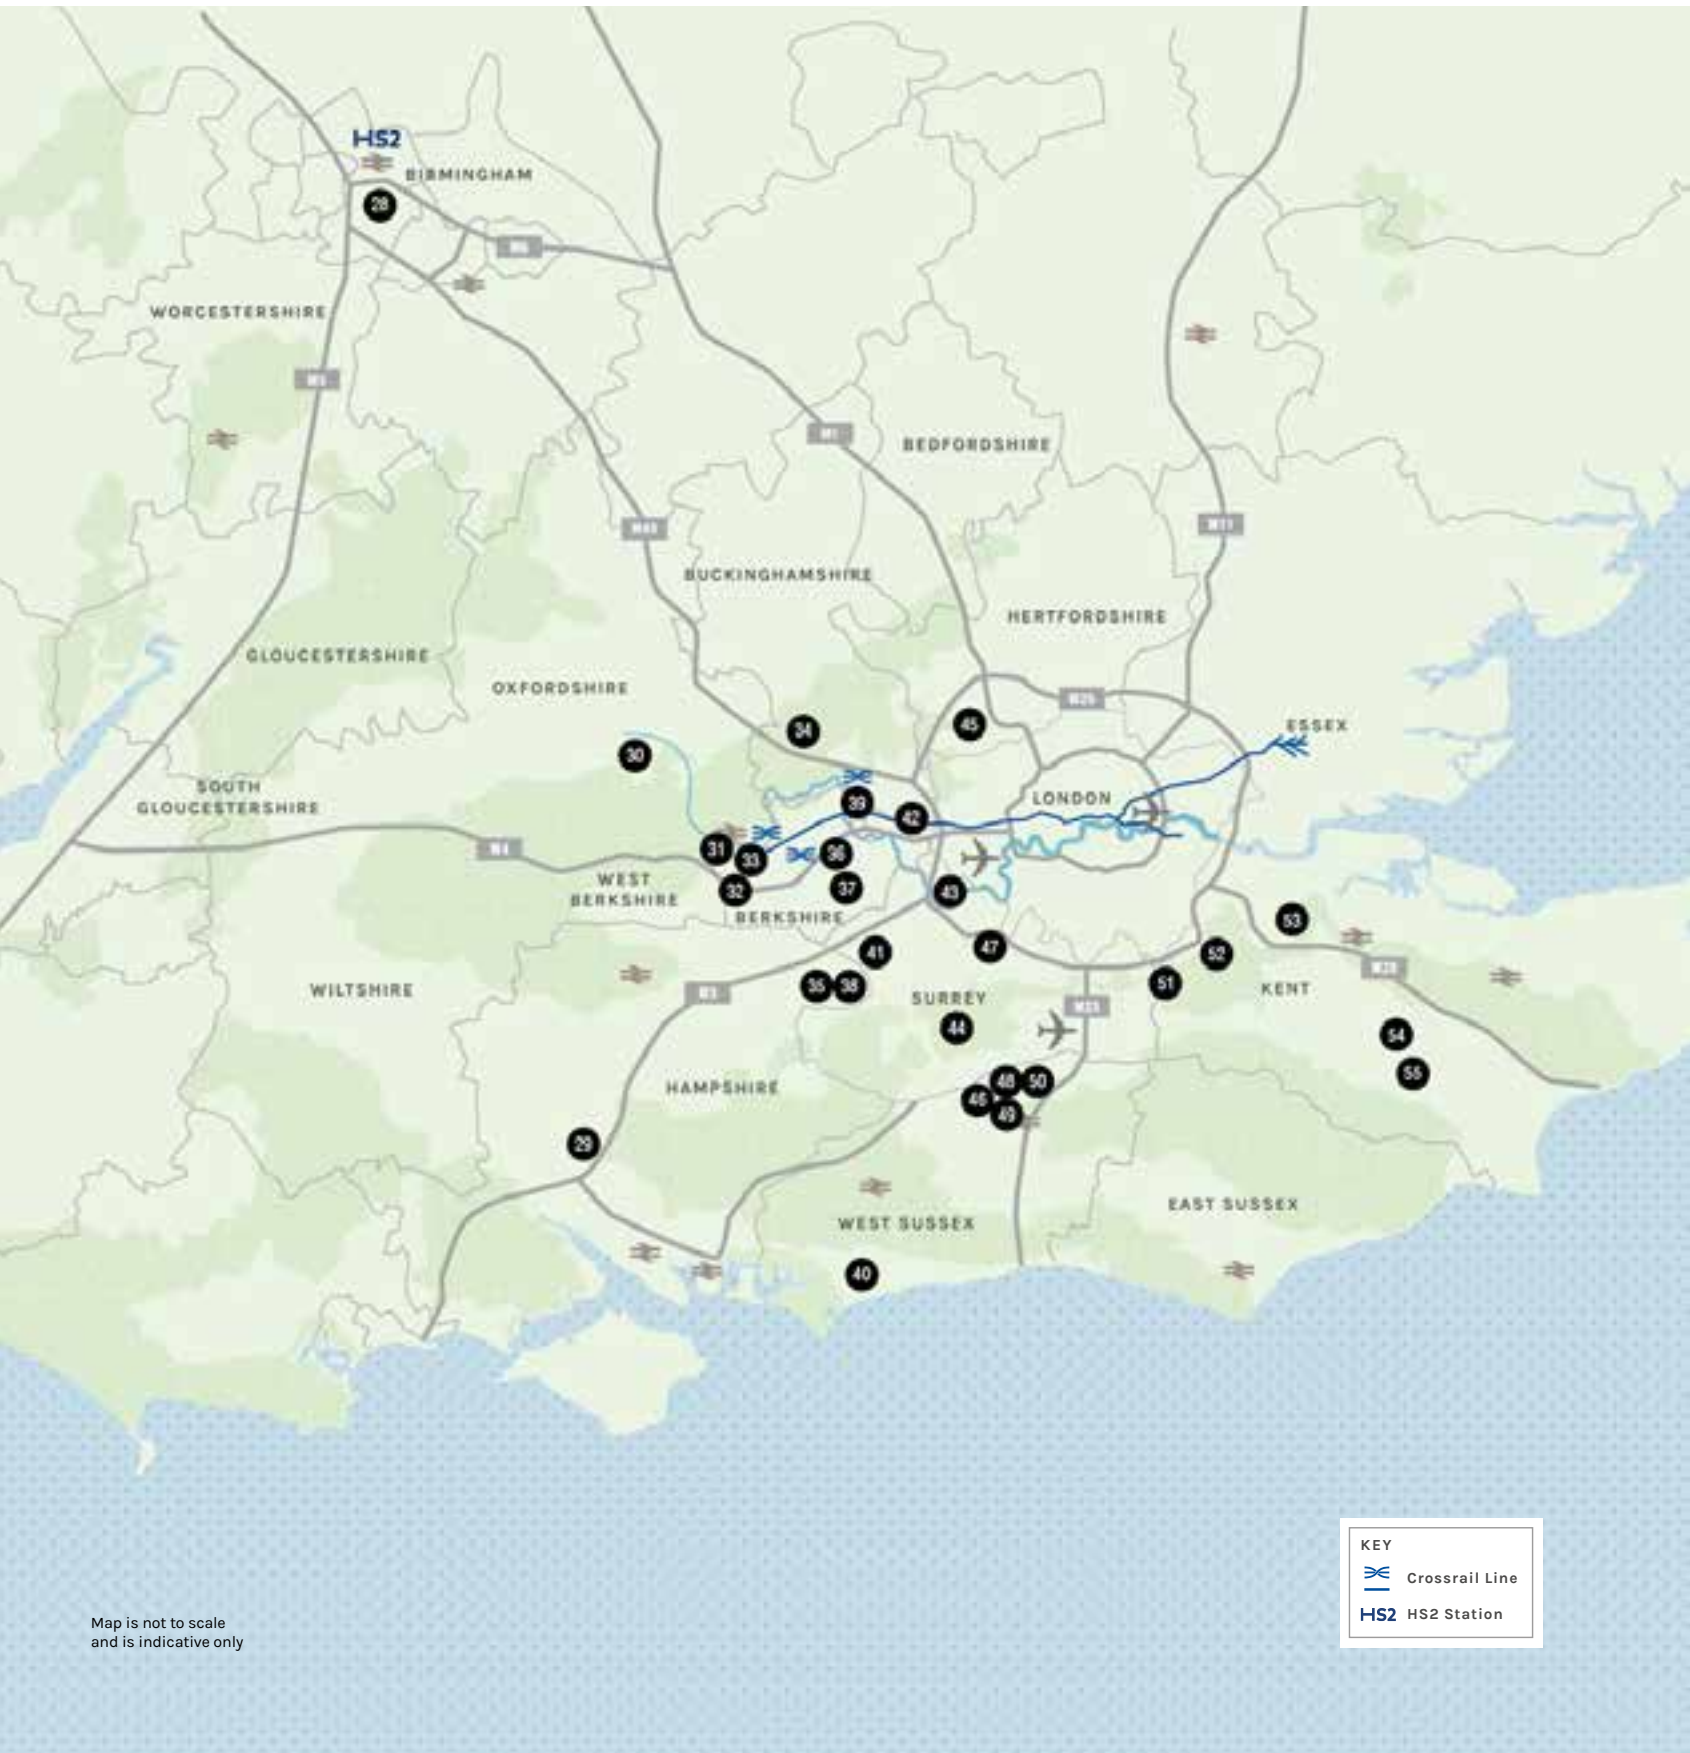 HS2
BIRMINGHAM
28
M6
WORCESTERSHIRE
M5
M1
BEDFORDSHIRE
M40
M11
BUCKINGHAMSHIRE
HERTFORDSHIRE
GLOUCESTERSHIRE
OXFORDSHIRE
M25
34
45
ESSEX
30
SOUTH
GLOUCESTERSHIRE
LONDON
39
42
M4
31
33
36
WEST
BERKSHIRE
32
37
43
BERKSHIRE
53
47
41
52
M20
WILTSHIRE
M3
35
38
SURREY
51
KENT
M23
44
54
HAMPSHIRE
48
50
55
46
49
29
WEST SUSSEX
EAST SUSSEX
40
KEY
Crossrail Line
HS2 HS2 Station
Map is not to scale
and is indicative only